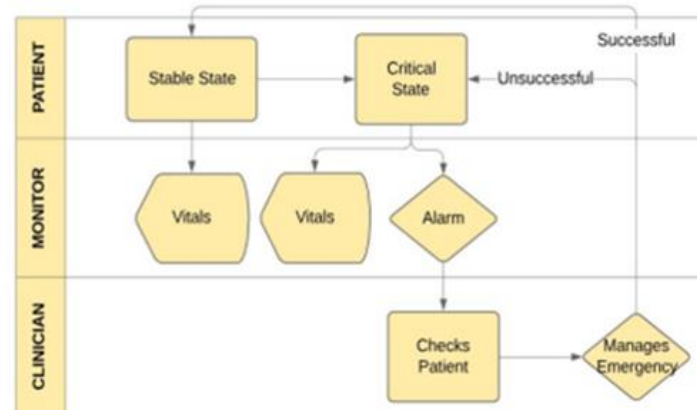 Successful
PATIENT
Stable State
Critical
State
Unsuccessful
MONITOR
Vitals
Vitals
Alarm
CLINICIAN
Checks
Patient
Manages
Emergency